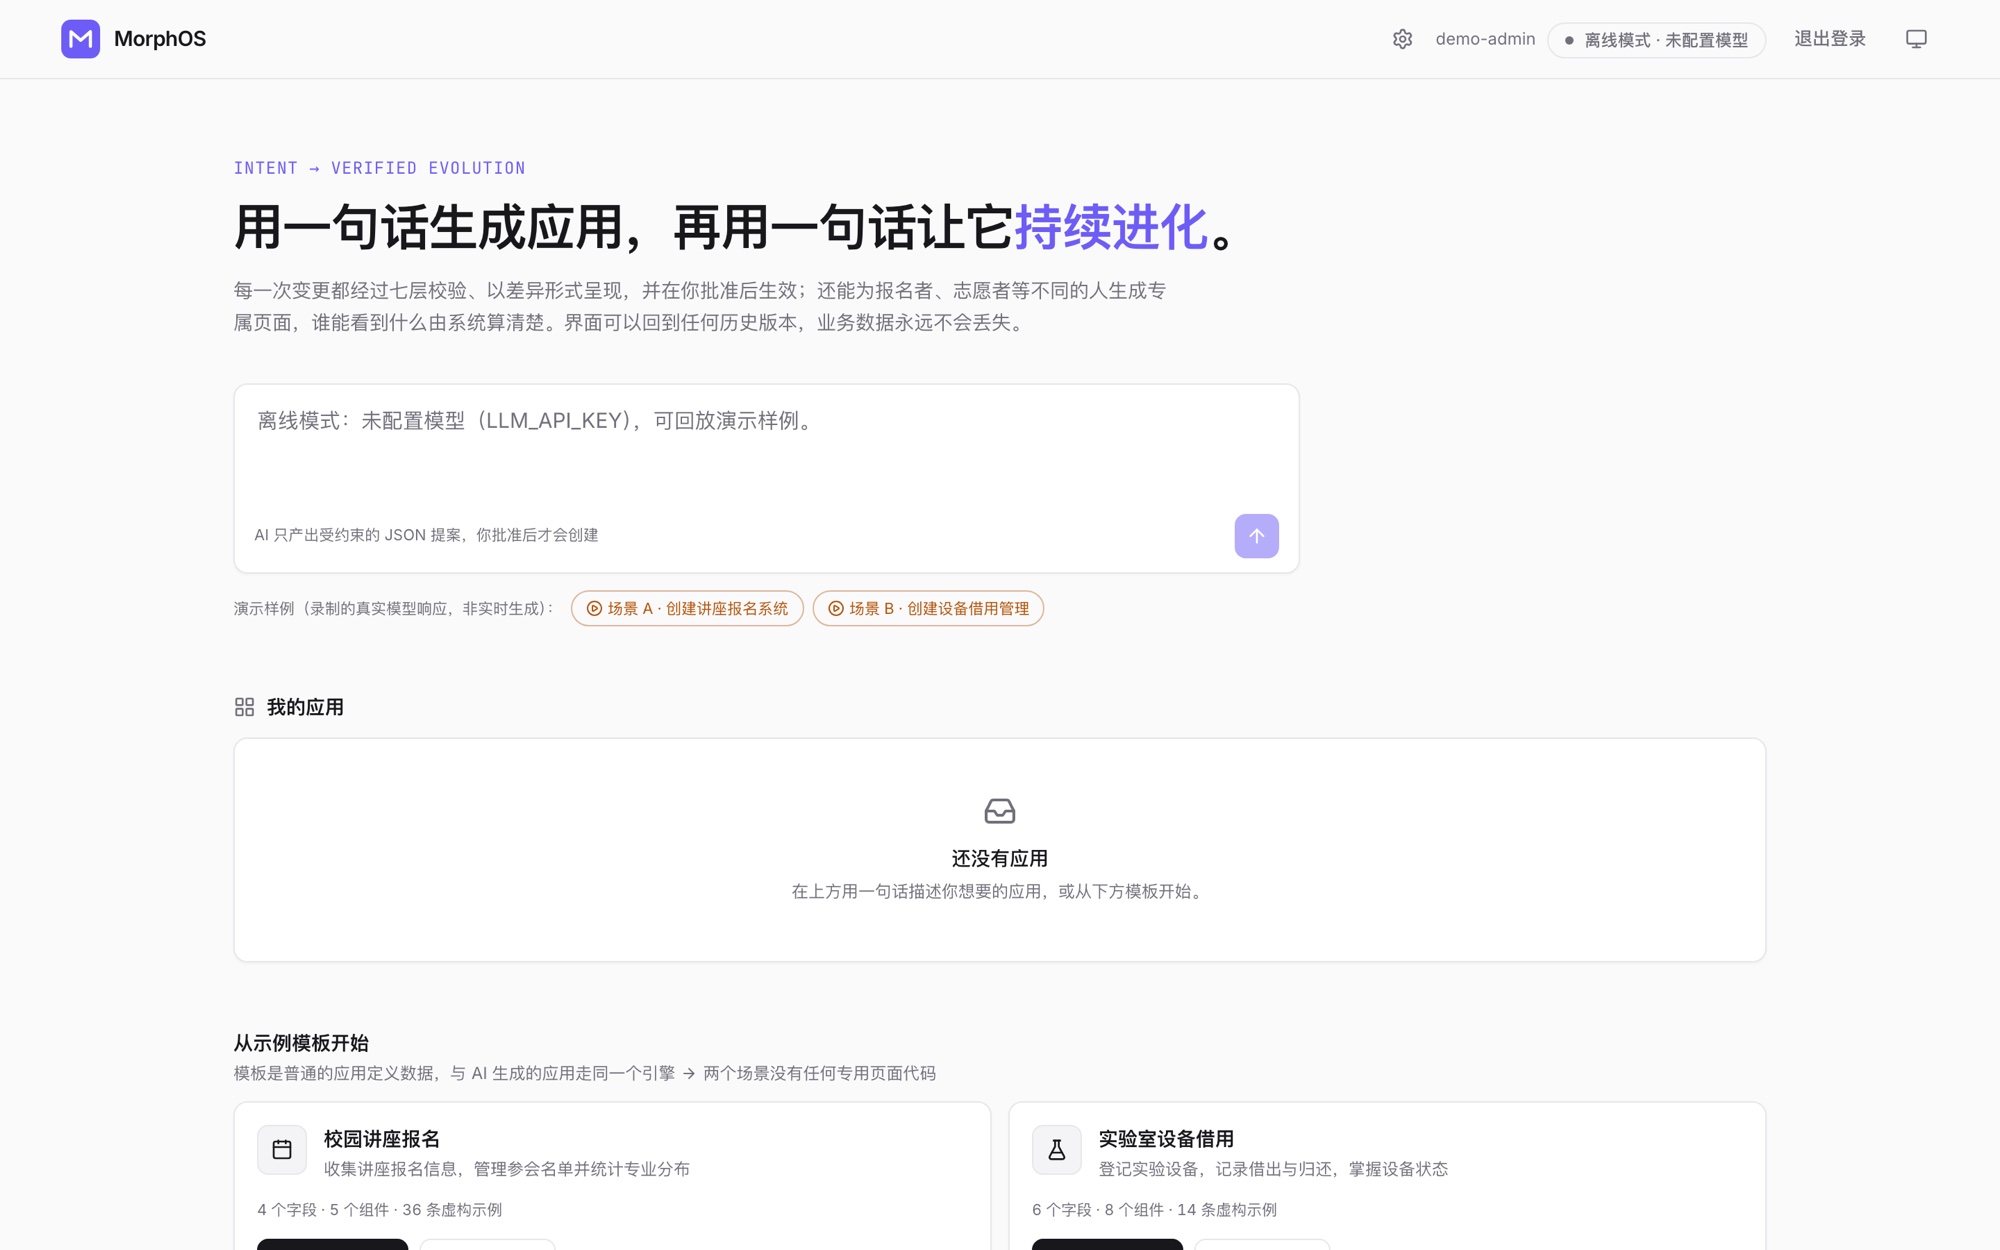 MorphOS
demo-admin
离线模式 · 未配置模型
退出登录
INTENT → VERIFIED EVOLUTION
用一句话生成应用，再用一句话让它持续进化。
每一次变更都经过七层校验、以差异形式呈现，并在你批准后生效；还能为报名者、志愿者等不同的人生成专
属页面，谁能看到什么由系统算清楚。界面可以回到任何历史版本，业务数据永远不会丢失。
离线模式：未配置模型（LLM_API_KEY），可回放演示样例。
AI 只产出受约束的 JSON 提案，你批准后才会创建
演示样例（录制的真实模型响应，非实时生成）：
场景 A · 创建讲座报名系统
场景 B · 创建设备借用管理
我的应用
还没有应用
在上方用一句话描述你想要的应用，或从下方模板开始。
从示例模板开始
模板是普通的应用定义数据，与 AI 生成的应用走同一个引擎 → 两个场景没有任何专用页面代码
校园讲座报名
收集讲座报名信息，管理参会名单并统计专业分布
4 个字段 · 5 个组件 · 36 条虚构示例
实验室设备借用
登记实验设备，记录借出与归还，掌握设备状态
6 个字段 · 8 个组件 · 14 条虚构示例